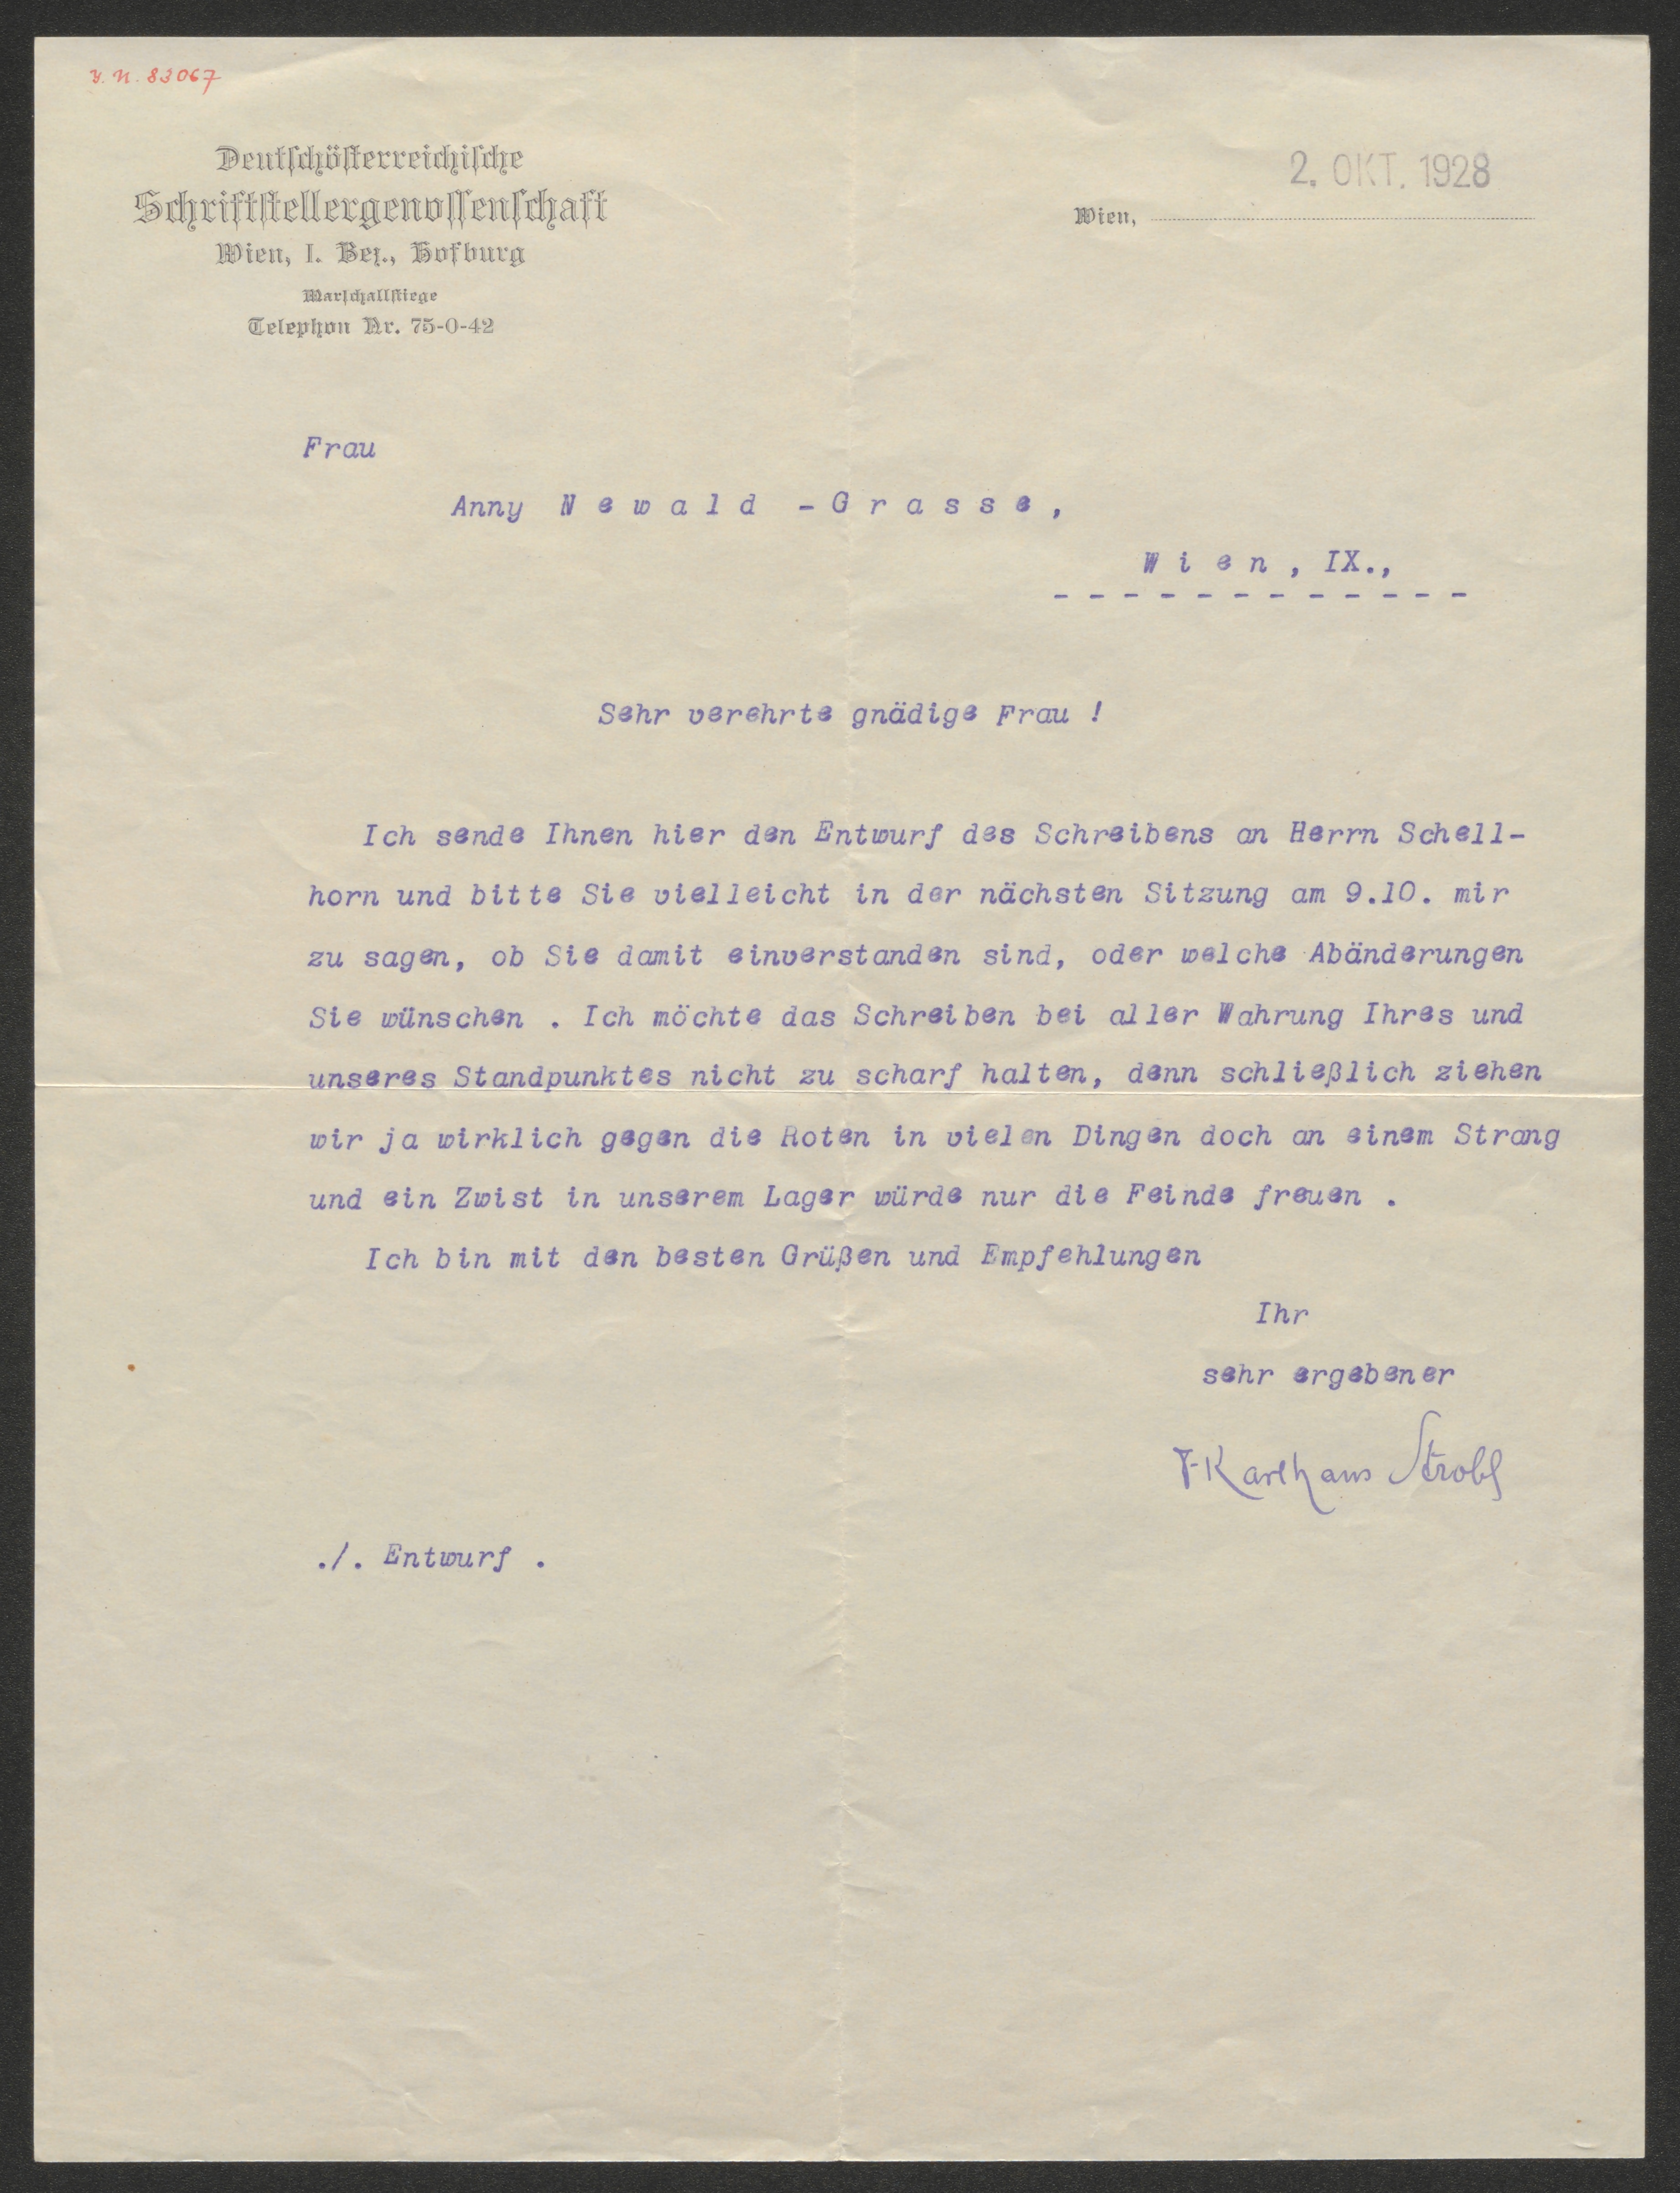 I. N. 83067
Deutschösterreichische
Schriftstellergenossenschaft
Wien, I. Bez., Hofburg
Marschallstiege
Telephon Nr. 75-0-42
2. OKT. 1928
Wien,
Frau
Anny N e w a l d - G r a s s e ,
W i e n , IX.,
- - - - - - - - - - - -
Sehr verehrte gnädige Frau !
Ich sende Ihnen hier den Entwurf des Schreibens an Herrn Schell-
horn und bitte Sie vielleicht in der nächsten Sitzung am 9.10. mir
zu sagen, ob Sie damit einverstanden sind, oder welche Abänderungen
Sie wünschen . Ich möchte das Schreiben bei aller Wahrung Ihres und
unseres Standpunktes nicht zu scharf halten, denn schließlich ziehen
wir ja wirklich gegen die Roten in vielen Dingen doch an einem Strang
und ein Zwist in unserem Lager würde nur die Feinde freuen .
Ich bin mit den besten Grüßen und Empfehlungen
Ihr
sehr ergebener
Karl hans Strobl
./. Entwurf .